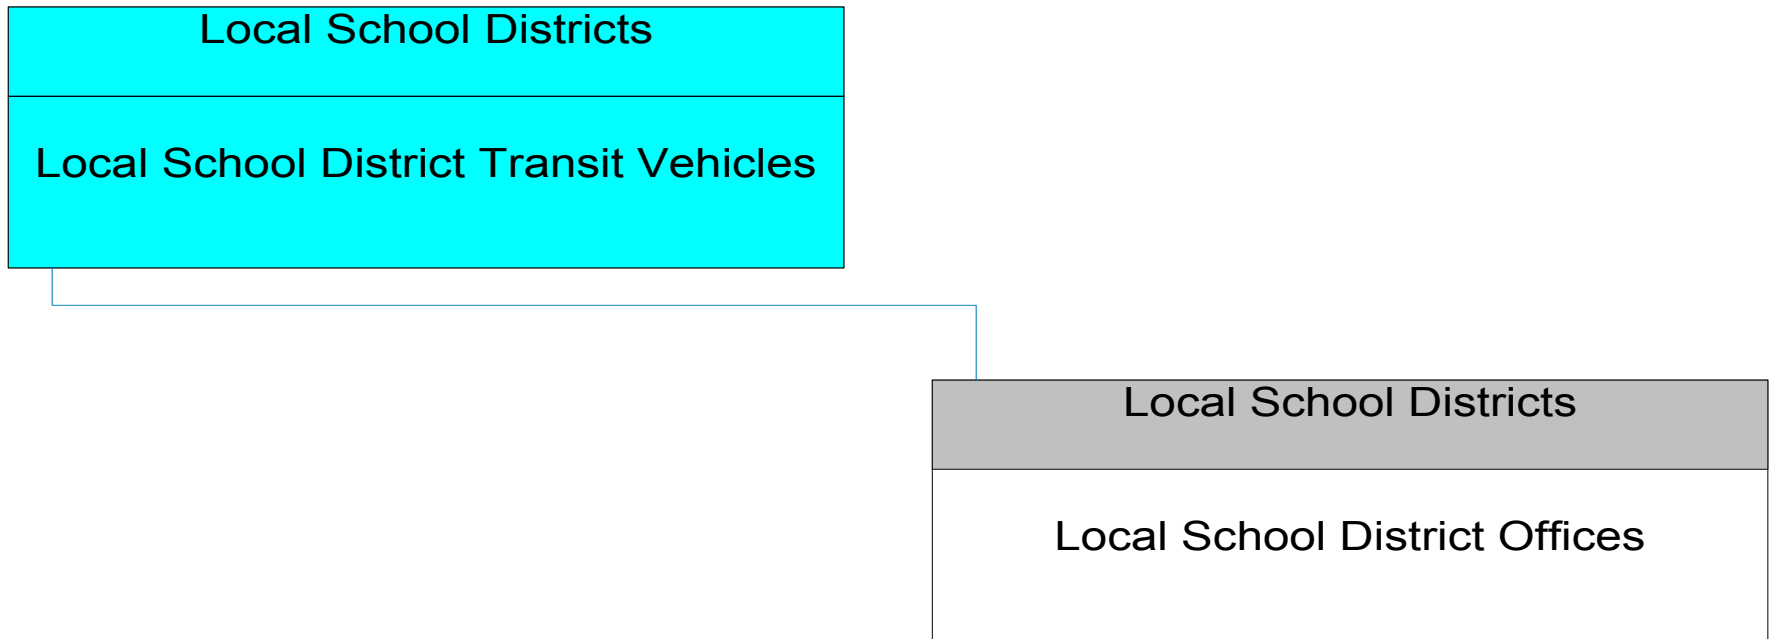 Local School Districts
Local School District Transit Vehicles
Local School Districts
Local School District Offices